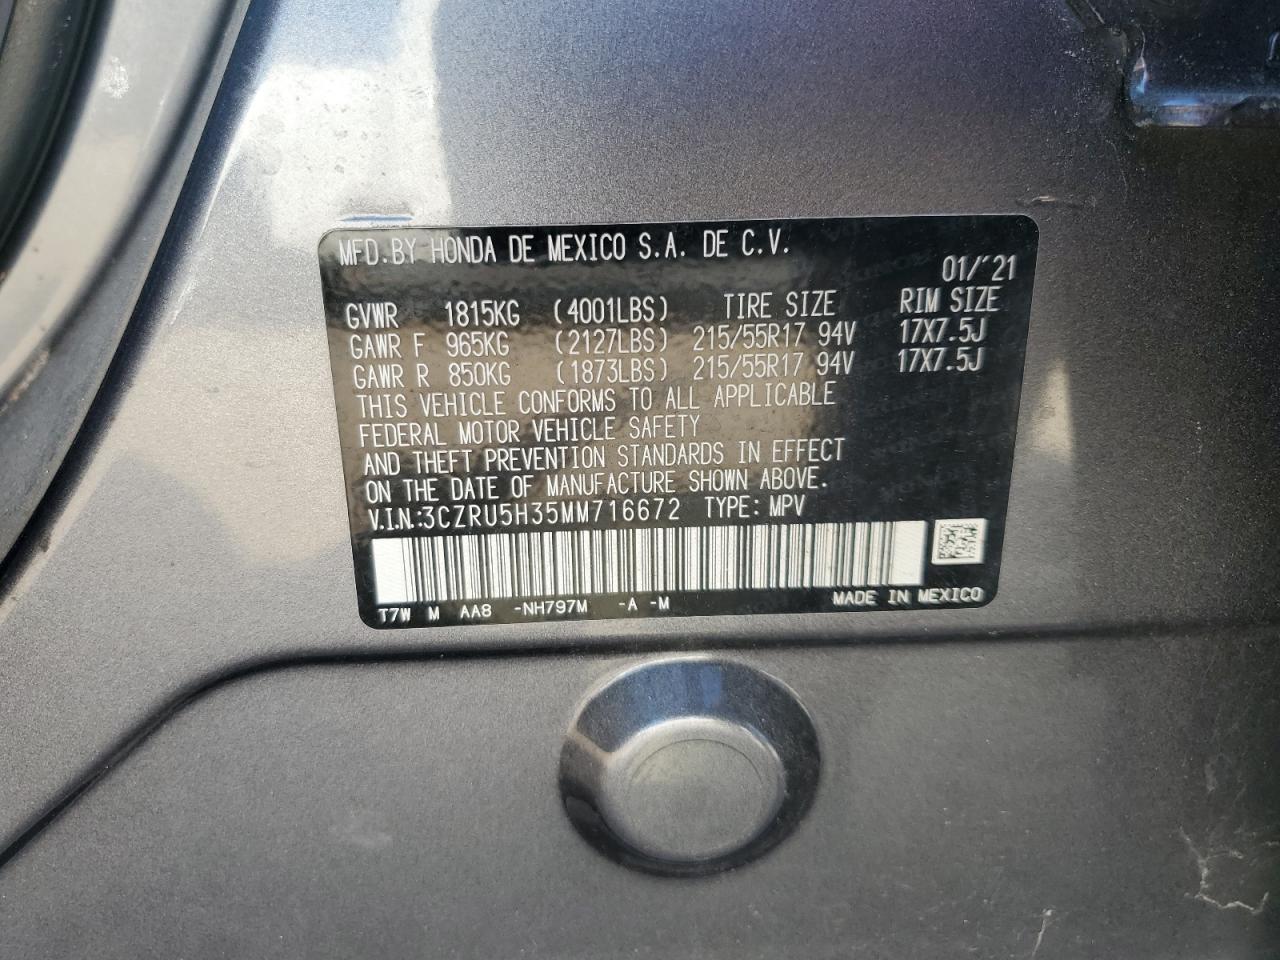 MFD. BY HONDA DE MEXICO S.A. DE C.V.
01/'21
GVWR 1815KG (4001LBS) TIRE SIZE RIM SIZE
GAWR F 965KG (2127LBS) 215/55R17 94V 17X7.5J
GAWR R 850KG (1873LBS) 215/55R17 94V 17X7.5J
THIS VEHICLE CONFORMS TO ALL APPLICABLE
FEDERAL MOTOR VEHICLE SAFETY
AND THEFT PREVENTION STANDARDS IN EFFECT
ON THE DATE OF MANUFACTURE SHOWN ABOVE.
V.I.N.:3CZRU5H35MM716672 TYPE: MPV
T7W M AA8 -NH797M -A -M MADE IN MEXICO